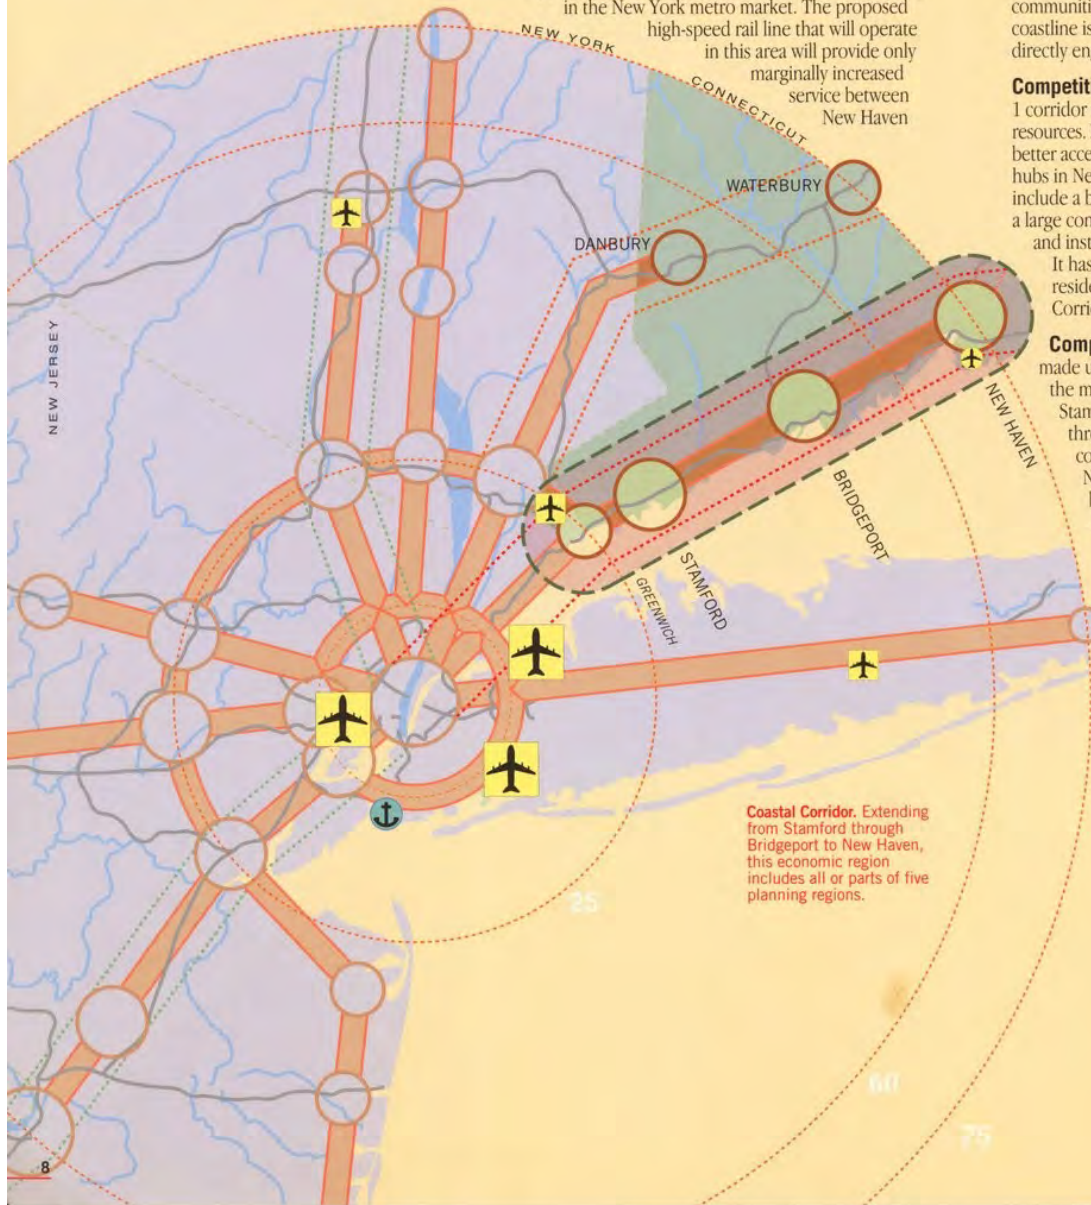 in the New York metro market. The proposed
high-speed rail line that will operate
in this area will provide only
marginally increased
service between
New Haven
coastline is
directly en
Competit
1 corridor
resources.
better acce
hubs in Ne
include a b
a large con
and inst
It has
reside
Corri
Comp
made u
the m
Stan
thr
co
N
NEW YORK
CONNECTICUT
WATERBURY
DANBURY
NEW JERSEY
NEW HAVEN
BRIDGEPORT
STAMFORD
GREENWICH
Coastal Corridor. Extending
from Stamford through
Bridgeport to New Haven,
this economic region
includes all or parts of five
planning regions.
25
60
75
8